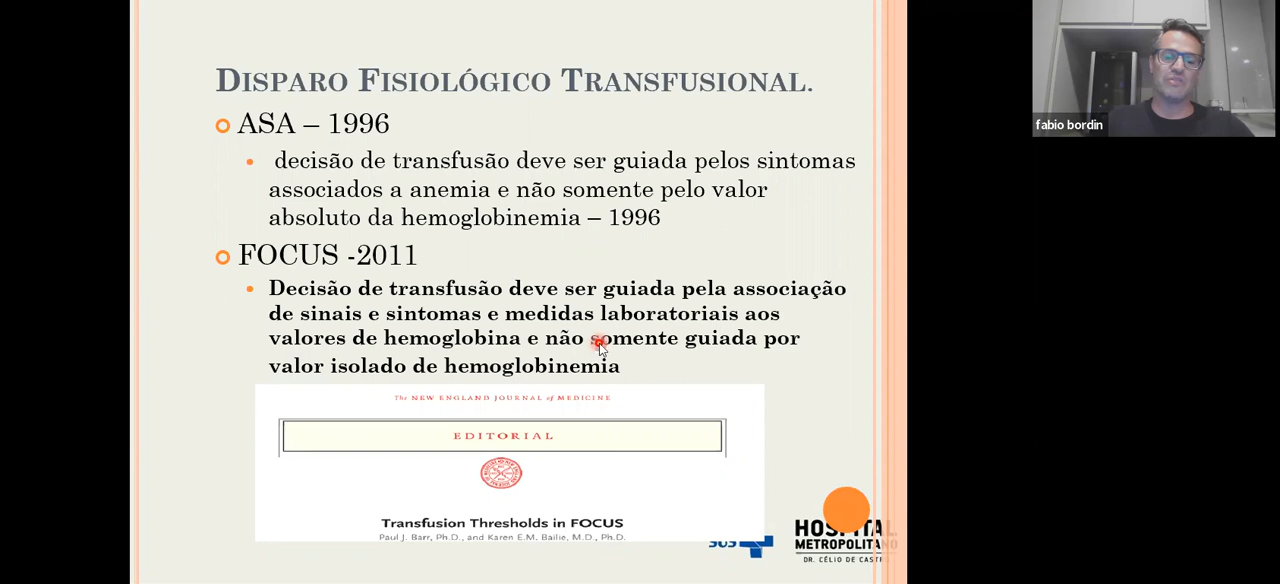 DISPARO FISIOLÓGICO TRANSFUSIONAL.
ASA – 1996
decisão de transfusão deve ser guiada pelos sintomas
associados a anemia e não somente pelo valor
absoluto da hemoglobinemia – 1996
FOCUS -2011
Decisão de transfusão deve ser guiada pela associação
de sinais e sintomas e medidas laboratoriais aos
valores de hemoglobina e não somente guiada por
valor isolado de hemoglobinemia
The NEW ENGLAND JOURNAL of MEDICINE
EDITORIAL
Transfusion Thresholds in FOCUS
Paul J. Barr, Ph.D., and Karen E.M. Bailie, M.D., Ph.D.
SUS
HOSPITAL
METROPOLITANO
DR. CÉLIO DE CASTRO
fabio bordin